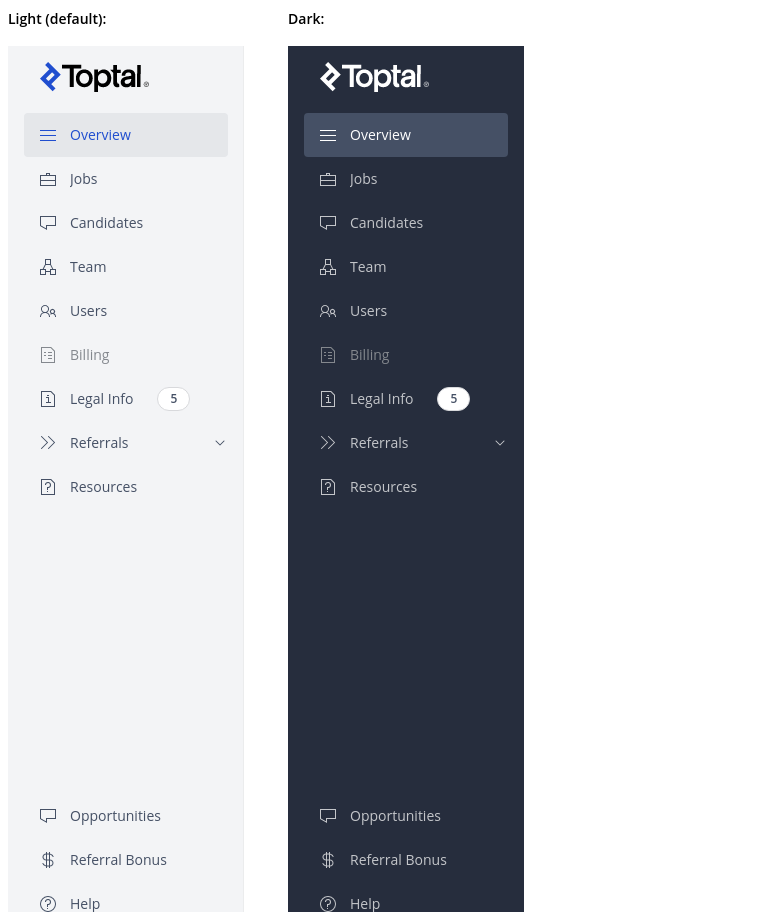 Light (default):
Toptal®
Overview
Jobs
Candidates
Team
Users
Billing
Legal Info 5
Referrals
Resources
Opportunities
Referral Bonus
Help
Dark:
Toptal®
Overview
Jobs
Candidates
Team
Users
Billing
Legal Info 5
Referrals
Resources
Opportunities
Referral Bonus
Help